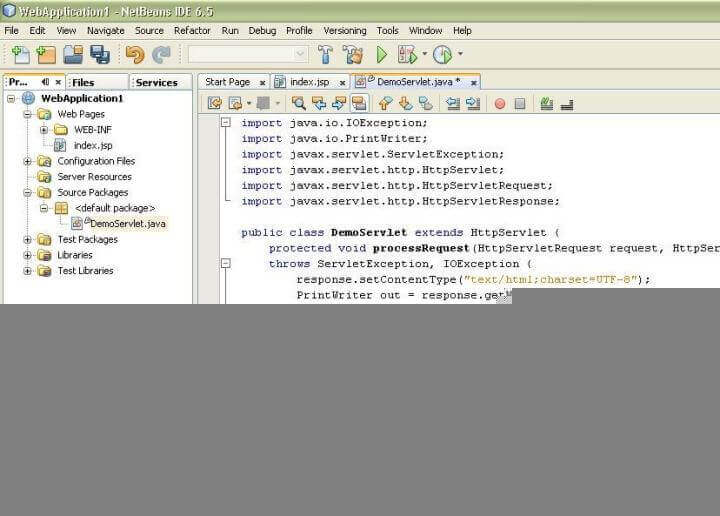 WebApplication1 - NetBeans IDE 6.5
File Edit View Navigate Source Refactor Run Debug Profile Versioning Tools Window Help
Pr... Files Services
WebApplication1
Web Pages
WEB-INF
index.jsp
Configuration Files
Server Resources
Source Packages
<default package>
DemoServlet.java
Test Packages
Libraries
Test Libraries
Start Page index.jsp DemoServlet.java *
import java.io.IOException;
import java.io.PrintWriter;
import javax.servlet.ServletException;
import javax.servlet.http.HttpServlet;
import javax.servlet.http.HttpServletRequest;
import javax.servlet.http.HttpServletResponse;
public class DemoServlet extends HttpServlet {
protected void processRequest(HttpServletRequest request, HttpServ
throws ServletException, IOException {
response.setContentType("text/html;charset=UTF-8");
PrintWriter out = response.get